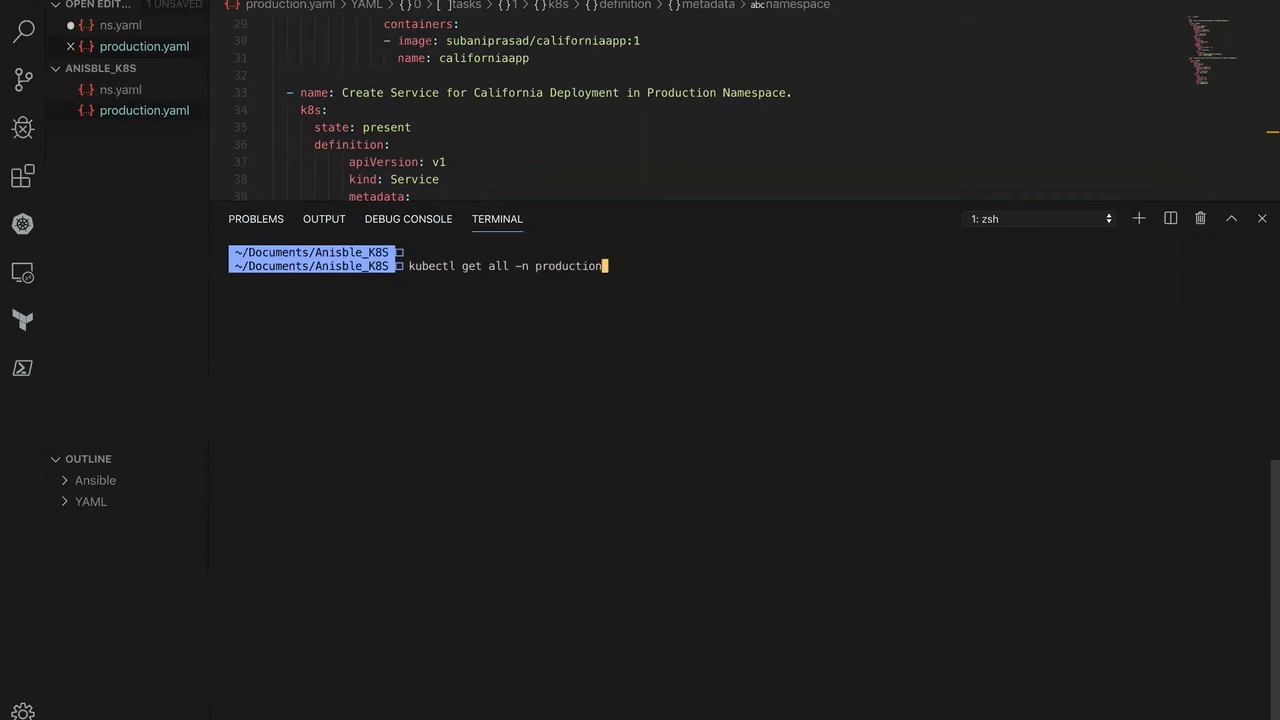 OPEN EDIT... 1 UNSAVED
ns.yaml
production.yaml
ANISBLE_K8S
ns.yaml
production.yaml
OUTLINE
Ansible
YAML
production.yaml > YAML > {} 0 > [ ]tasks > {} 1 > {} k8s > {} definition > {} metadata > abc namespace
29 containers:
30 - image: subaniprasad/californiaapp:1
31 name: californiaapp
32
33 - name: Create Service for California Deployment in Production Namespace.
34 k8s:
35 state: present
36 definition:
37 apiVersion: v1
38 kind: Service
39 metadata:
PROBLEMS OUTPUT DEBUG CONSOLE TERMINAL 1: zsh
~/Documents/Anisble_K8S
~/Documents/Anisble_K8S kubectl get all -n production